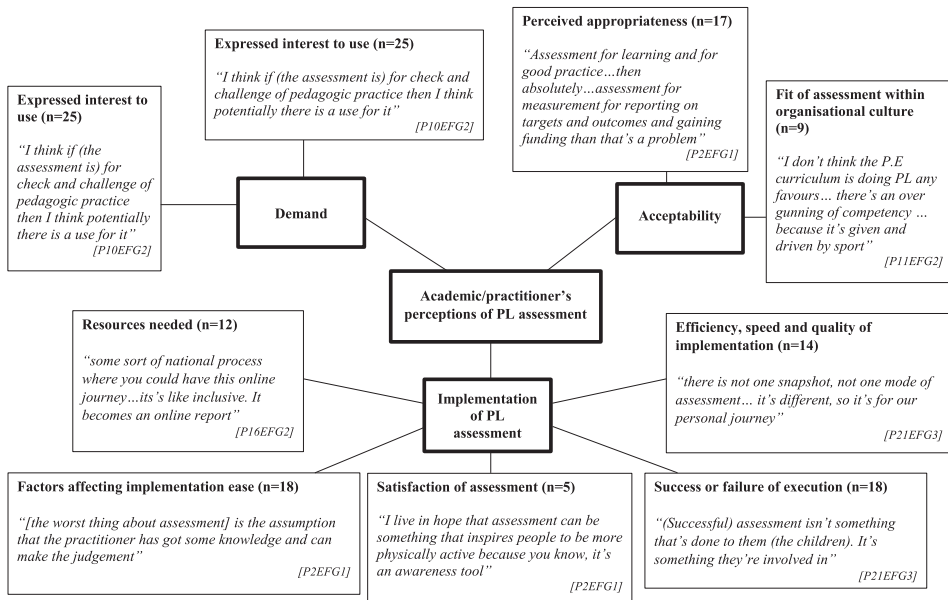 Expressed interest to
use (n=25)
“I think if (the
assessment is) for
check and challenge of
pedagogic practice
then I think potentially
there is a use for it”
[P10EFG2]
Expressed interest to use (n=25)
“I think if (the assessment is) for check and
challenge of pedagogic practice then I think
potentially there is a use for it”
[P10EFG2]
Perceived appropriateness (n=17)
“Assessment for learning and for
good practice…then
absolutely…assessment for
measurement for reporting on
targets and outcomes and gaining
funding than that’s a problem”
[P2EFG1]
Fit of assessment within
organisational culture
(n=9)
“I don’t think the P.E
curriculum is doing PL any
favours… there’s an over
gunning of competency …
because it’s given and
driven by sport”
[P11EFG2]
Demand
Acceptability
Academic/practitioner’s
perceptions of PL assessment
Resources needed (n=12)
“some sort of national process
where you could have this online
journey…its’s like inclusive. It
becomes an online report”
[P16EFG2]
Implementation
of PL
assessment
Efficiency, speed and quality of
implementation (n=14)
“there is not one snapshot, not one mode of
assessment… it’s different, so it’s for our
personal journey”
[P21EFG3]
Factors affecting implementation ease (n=18)
“[the worst thing about assessment] is the assumption
that the practitioner has got some knowledge and can
make the judgement”
[P2EFG1]
Satisfaction of assessment (n=5)
“I live in hope that assessment can be
something that inspires people to be more
physically active because you know, it’s
an awareness tool”
[P2EFG1]
Success or failure of execution (n=18)
“(Successful) assessment isn’t something
that’s done to them (the children). It’s
something they’re involved in”
[P21EFG3]